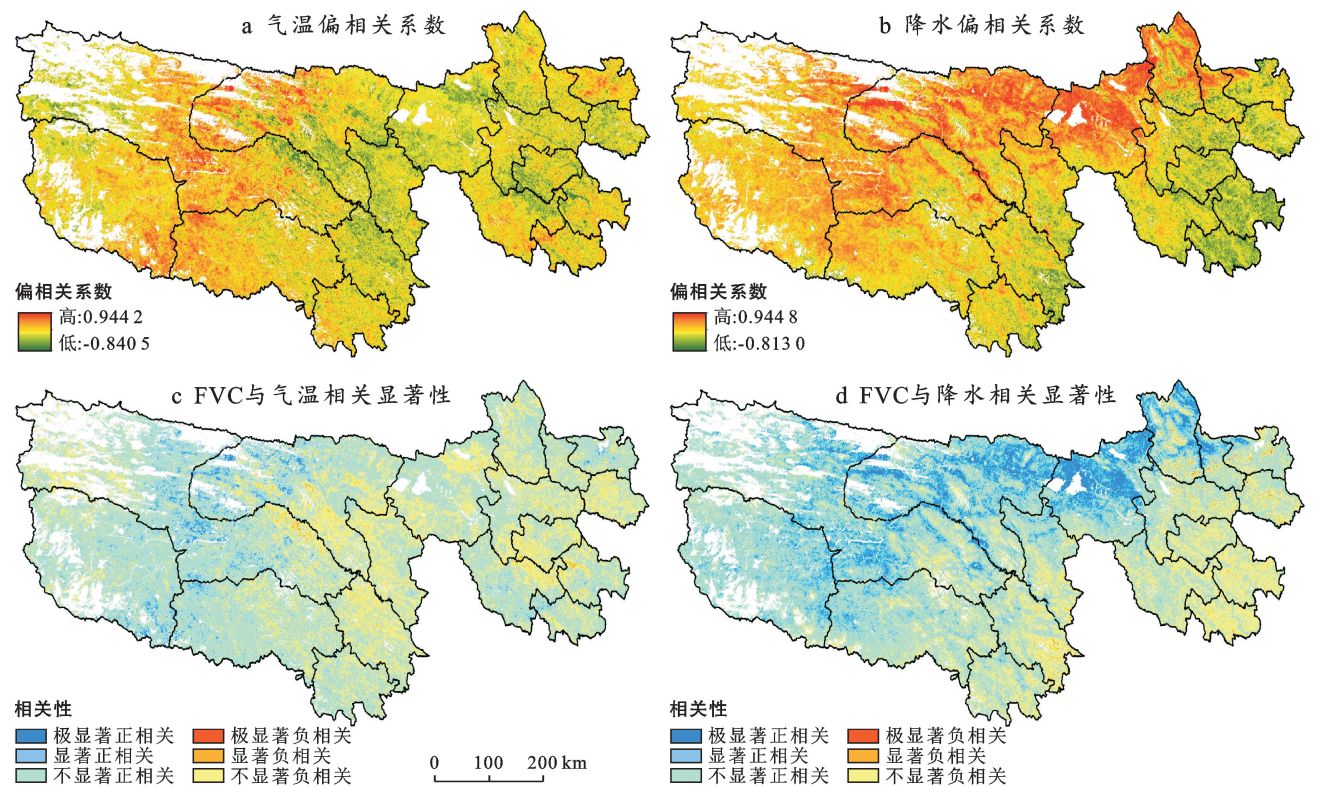 a 气温偏相关系数
b 降水偏相关系数
偏相关系数
高:0.944 2
低:-0.840 5
偏相关系数
高:0.944 8
低:-0.813 0
c FVC与气温相关显著性
d FVC与降水相关显著性
相关性
极显著正相关 极显著负相关
显著正相关 显著负相关
不显著正相关 不显著负相关
0 100 200 km
相关性
极显著正相关 极显著负相关
显著正相关 显著负相关
不显著正相关 不显著负相关